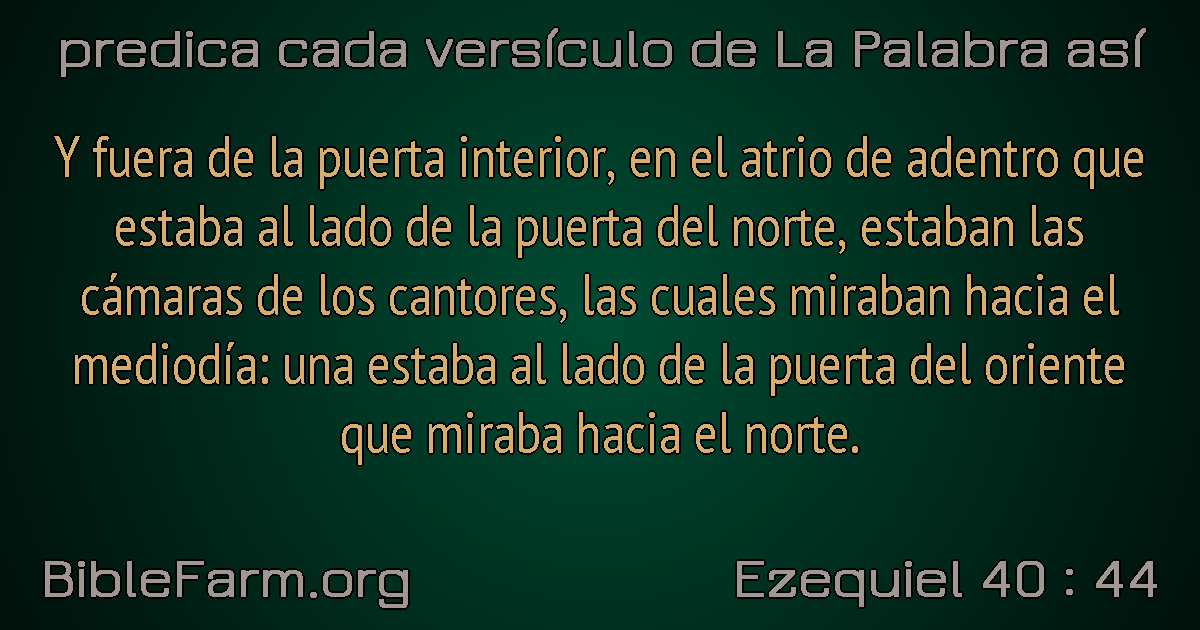 predica cada versículo de La Palabra así
Y fuera de la puerta interior, en el atrio de adentro que
estaba al lado de la puerta del norte, estaban las
cámaras de los cantores, las cuales miraban hacia el
mediodía: una estaba al lado de la puerta del oriente
que miraba hacia el norte.
BibleFarm.org
Ezequiel 40 : 44